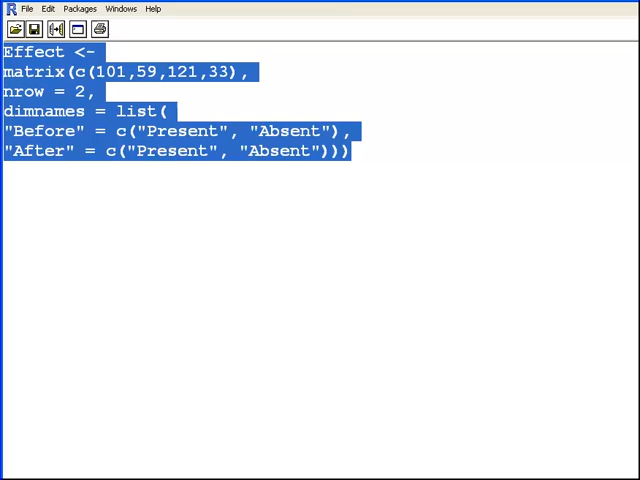 R File Edit Packages Windows Help
Effect <-
matrix(c(101,59,121,33),
nrow = 2,
dimnames = list(
"Before" = c("Present", "Absent"),
"After" = c("Present", "Absent")))